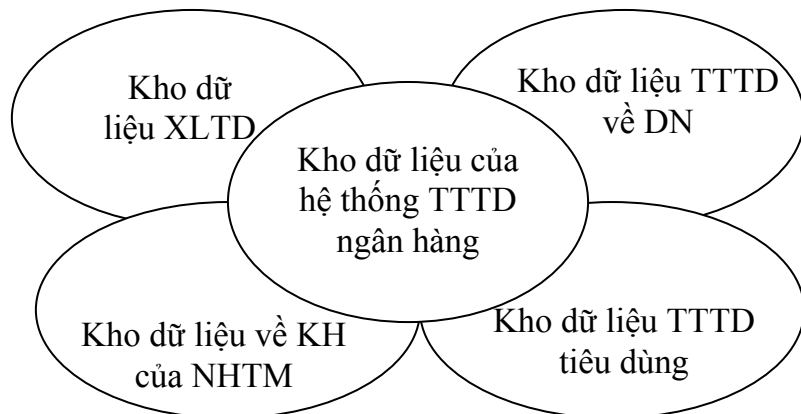 Kho dữ
liệu XLTD
Kho dữ liệu TTTD
về DN
Kho dữ liệu của
hệ thống TTTD
ngân hàng
Kho dữ liệu về KH
của NHTM
Kho dữ liệu TTTD
tiêu dùng